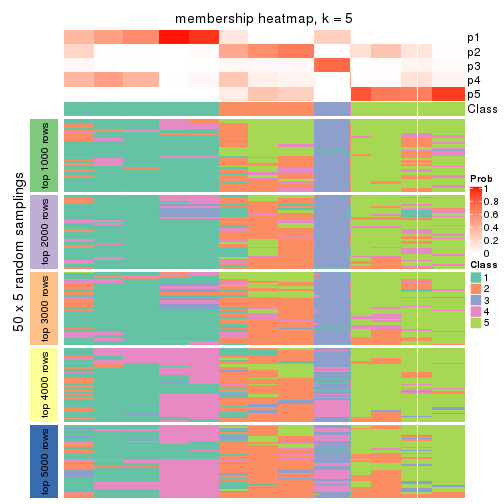 membership heatmap, k = 5
p1
p2
p3
p4
p5
Class
50 x 5 random samplings
top 1000 rows
top 2000 rows
top 3000 rows
top 4000 rows
top 5000 rows
Prob
1
0.8
0.6
0.4
0.2
0
Class
1
2
3
4
5